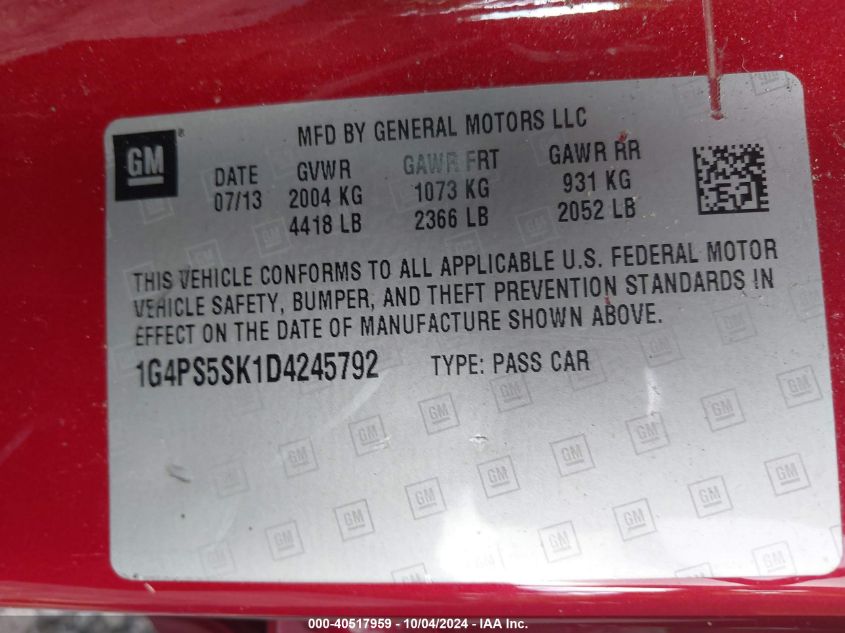 MFD BY GENERAL MOTORS LLC
GM ®
DATE GVWR GAWR FRT GAWR RR
07/13 2004 KG 1073 KG 931 KG
4418 LB 2366 LB 2052 LB
THIS VEHICLE CONFORMS TO ALL APPLICABLE U.S. FEDERAL MOTOR
VEHICLE SAFETY, BUMPER, AND THEFT PREVENTION STANDARDS IN
EFFECT ON THE DATE OF MANUFACTURE SHOWN ABOVE.
1G4PS5SK1D4245792 TYPE: PASS CAR
000-40517959 - 10/04/2024 - IAA Inc.